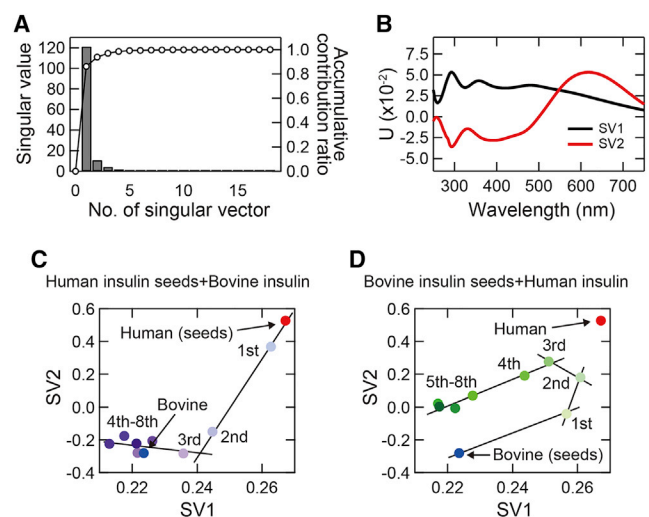 A
Singular value
120
100
80
60
40
20
0
1.0
0.8
0.6
0.4
0.2
0.0
Accumulative
contribution ratio
0 5 10 15
No. of singular vector
B
U (x10⁻²)
7.5
5.0
2.5
0.0
-2.5
-5.0
SV1
SV2
300 400 500 600 700
Wavelength (nm)
C
Human insulin seeds+Bovine insulin
SV2
0.6
0.4
0.2
0.0
-0.2
-0.4
Human (seeds)
1st
Bovine
4th-8th
3rd
2nd
0.22 0.24 0.26
SV1
D
Bovine insulin seeds+Human insulin
SV2
0.6
0.4
0.2
0.0
-0.2
-0.4
Human
3rd
4th
2nd
5th-8th
1st
Bovine (seeds)
0.22 0.24 0.26
SV1